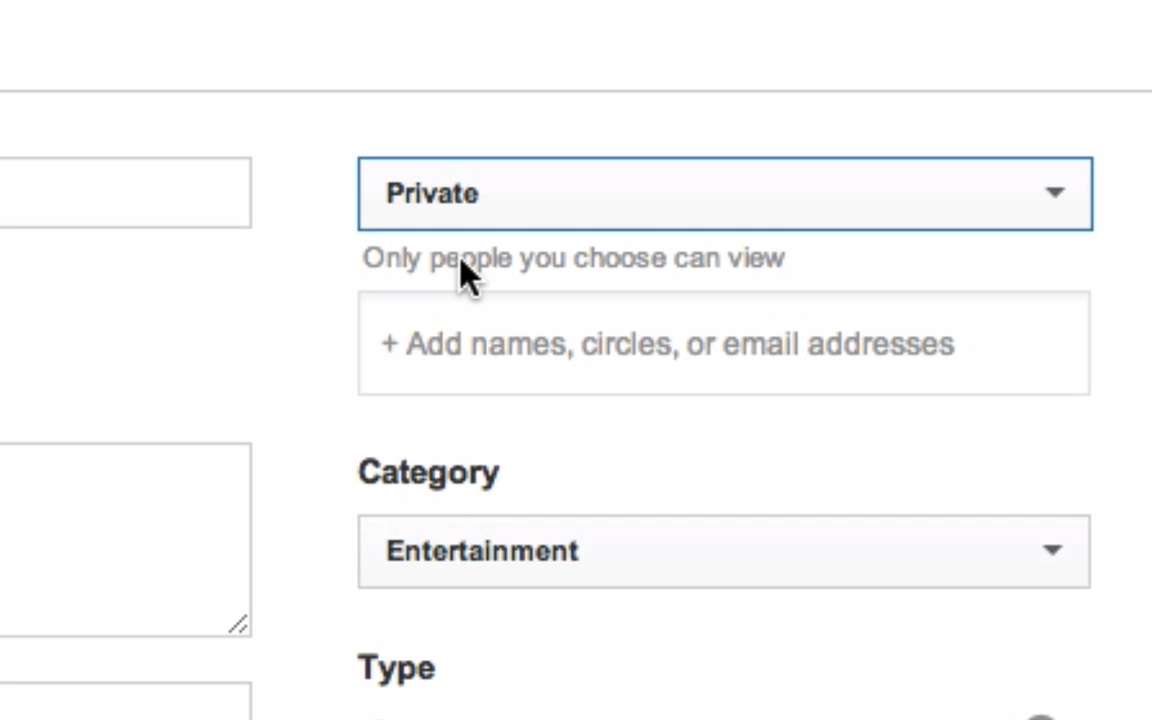 Private
Only people you choose can view
+ Add names, circles, or email addresses
Category
Entertainment
Type